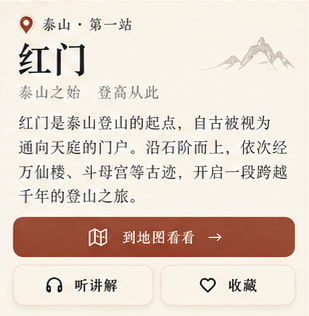 泰山·第一站
红门
泰山之始 登高从此
红门是泰山登山的起点，自古被视为
通向天庭的门户。沿石阶而上，依次经
万仙楼、斗母宫等古迹，开启一段跨越
千年的登山之旅。
到地图看看 →
听讲解
收藏